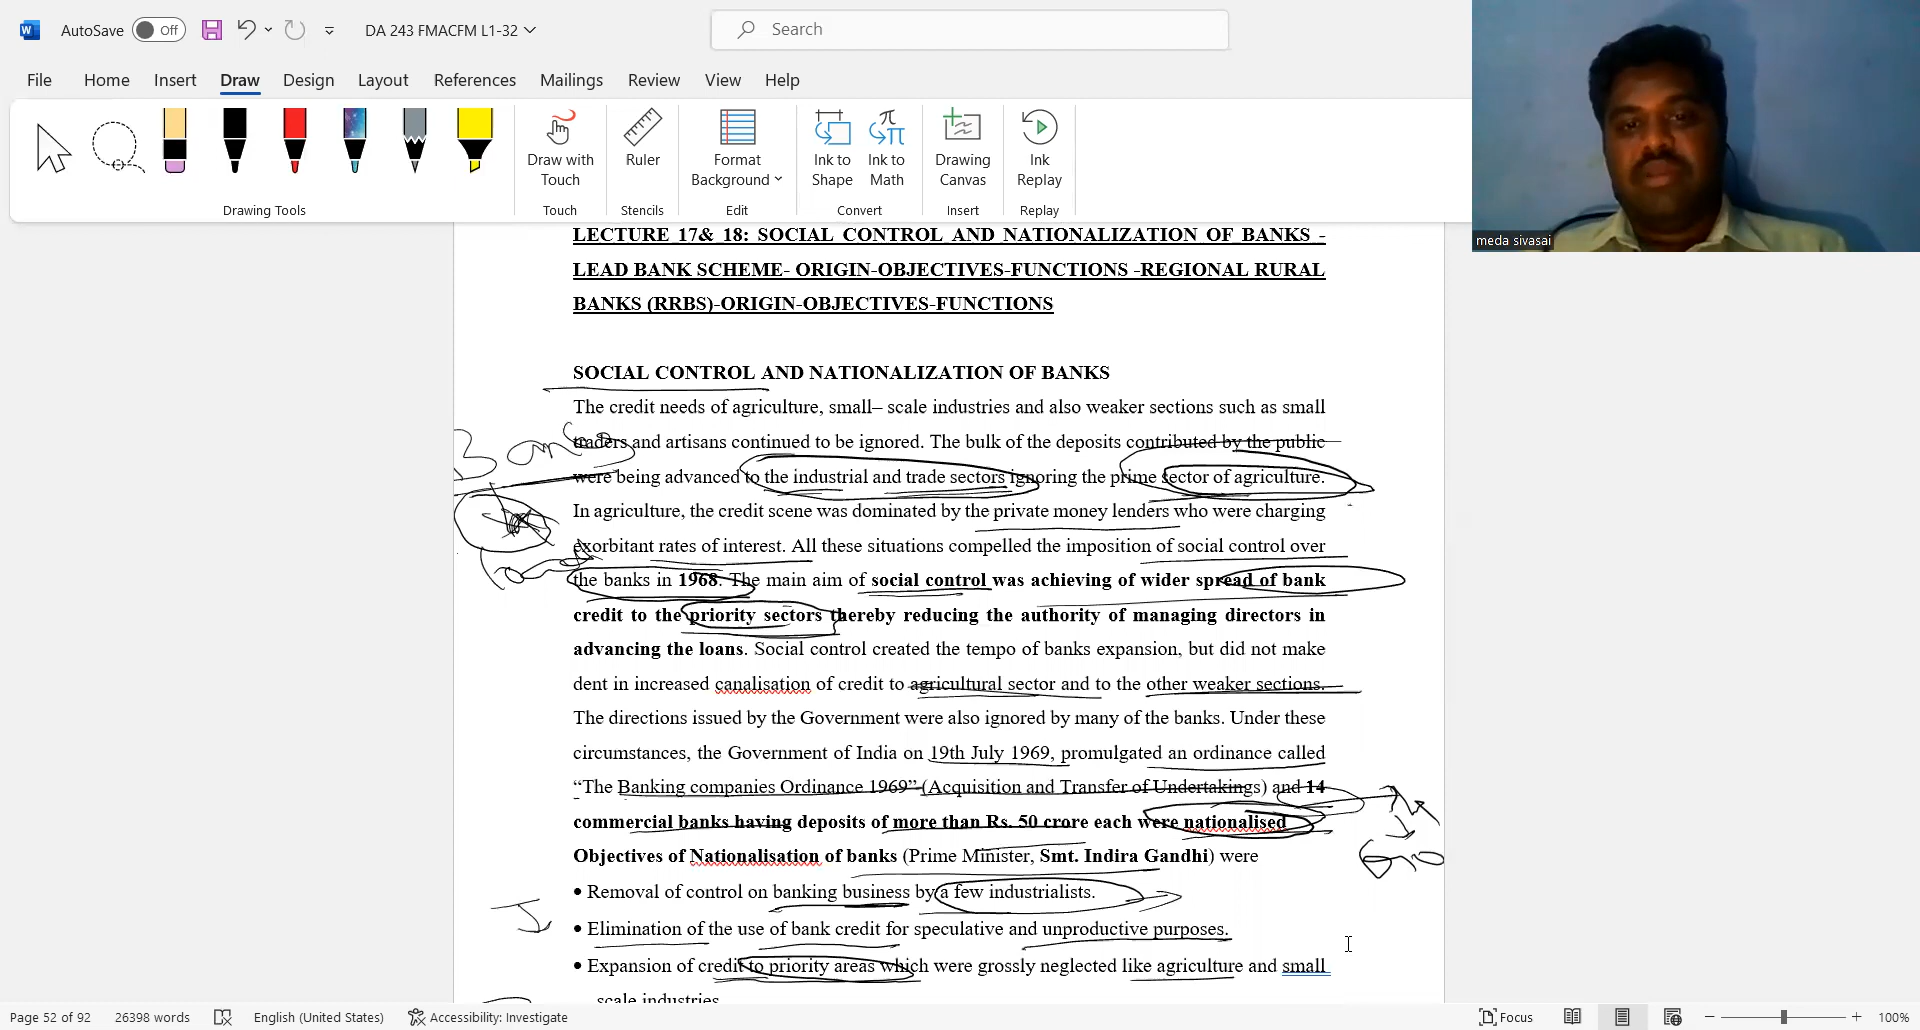 AutoSave Off DA 243 FMACFM L1-32 Search
File Home Insert Draw Design Layout References Mailings Review View Help
Draw with Touch Ruler Format Background Ink to Shape Ink to Math Drawing Canvas Ink Replay
Drawing Tools Touch Stencils Edit Convert Insert Replay
meda sivasai
LECTURE 17& 18: SOCIAL CONTROL AND NATIONALIZATION OF BANKS -
LEAD BANK SCHEME- ORIGIN-OBJECTIVES-FUNCTIONS -REGIONAL RURAL
BANKS (RRBS)-ORIGIN-OBJECTIVES-FUNCTIONS
SOCIAL CONTROL AND NATIONALIZATION OF BANKS
The credit needs of agriculture, small– scale industries and also weaker sections such as small
traders and artisans continued to be ignored. The bulk of the deposits contributed by the public
were being advanced to the industrial and trade sectors ignoring the prime sector of agriculture.
In agriculture, the credit scene was dominated by the private money lenders who were charging
exorbitant rates of interest. All these situations compelled the imposition of social control over
the banks in 1968. The main aim of social control was achieving of wider spread of bank
credit to the priority sectors thereby reducing the authority of managing directors in
advancing the loans. Social control created the tempo of banks expansion, but did not make
dent in increased canalisation of credit to agricultural sector and to the other weaker sections.
The directions issued by the Government were also ignored by many of the banks. Under these
circumstances, the Government of India on 19th July 1969, promulgated an ordinance called
“The Banking companies Ordinance 1969” (Acquisition and Transfer of Undertakings) and 14
commercial banks having deposits of more than Rs. 50 crore each were nationalised
Objectives of Nationalisation of banks (Prime Minister, Smt. Indira Gandhi) were
• Removal of control on banking business by a few industrialists.
• Elimination of the use of bank credit for speculative and unproductive purposes.
• Expansion of credit to priority areas which were grossly neglected like agriculture and small
scale industries
Page 52 of 92 26398 words English (United States) Accessibility: Investigate Focus 100%